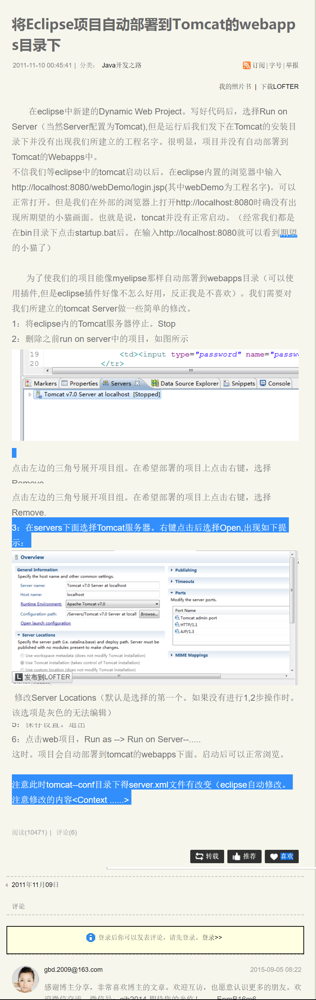 将Eclipse项目自动部署到Tomcat的webapp
s目录下
2011-11-10 00:45:41 | 分类： Java开发之路
订阅 | 字号 | 举报
我的照片书 | 下载LOFTER
在eclipse中新建的Dynamic Web Project。写好代码后，选择Run on
Server（当然Server配置为Tomcat),但是运行后我们发下在Tomcat的安装目
录下并没有出现我们所建立的工程名字。很明显，项目并没有自动部署到
Tomcat的Webapps中。
不信我们等eclipse中的tomcat启动以后。在eclipse内置的浏览器中输入
http://localhost:8080/webDemo/login.jsp(其中webDemo为工程名字)。可以
正常打开。但是我们在外部的浏览器上打开http://localhost:8080时确没有出
现所期望的小猫画面。也就是说，toncat并没有正常启动。（经常我们都是
在bin目录下点击startup.bat后。在输入http://localhost:8080就可以看到期望
的小猫了）
为了使我们的项目能像myelipse那样自动部署到webapps目录（可以使
用插件,但是eclipse插件好像不怎么好用，反正我是不喜欢）。我们需要对
我们所建立的tomcat Server做一些简单的修改。
1：将eclipse内的Tomcat服务器停止。Stop
2：删除之前run on server中的项目，如图所示
19 <td><input type="password" name="passw
20 </tr>
Markers Properties Servers Data Source Explorer Snippets Console
Tomcat v7.0 Server at localhost [Stopped]
点击左边的三角号展开项目组。在希望部署的项目上点击右键，选择
Remove
点击左边的三角号展开项目组。在希望部署的项目上点击右键，选择
Remove.
3：在servers下面选择Tomcat服务器。右键点击后选择Open,出现如下提
示：
Overview
General Information
Specify the host name and other common settings.
Server name: Tomcat v7.0 Server at localhost
Host name: localhost
Runtime Environment: Apache Tomcat v7.0
Configuration path: /Servers/Tomcat v7.0 Server at locall Browse...
Open launch configuration
Server Locations
Specify the server path (i.e. catalina.base) and deploy path. Server must be
published with no modules present to make changes.
Use workspace metadata (does not modify Tomcat installation)
Use Tomcat installation (takes control of Tomcat installation)
Use custom location (does not modify Tomcat installation)
Publishing
Timeouts
Ports
Modify the server ports.
Port Name
Tomcat admin port
HTTP/1.1
AJP/1.3
MIME Mappings
发布到LOFTER
修改Server Locations（默认是选择的第一个。如果没有进行1,2步操作时。
该选项是灰色的无法编辑）
5：保存设置。退出
6：点击web项目，Run as --> Run on Server--.....
这时。项目会自动部署到tomcat的webapps下面。启动后可以正常浏览。
注意此时tomcat--conf目录下得server.xml文件有改变（eclipse自动修改。
注意修改的内容<Context ......>
阅读(10471) | 评论(6)
转载 推荐 喜欢
2011年11月09日
评论
登录后你可以发表评论，请先登录。登录>>
gbd.2009@163.com 2015-09-05 08:22
感谢博主分享，非常喜欢博主的文章。欢迎互访，也愿意认识更多的朋友。欢